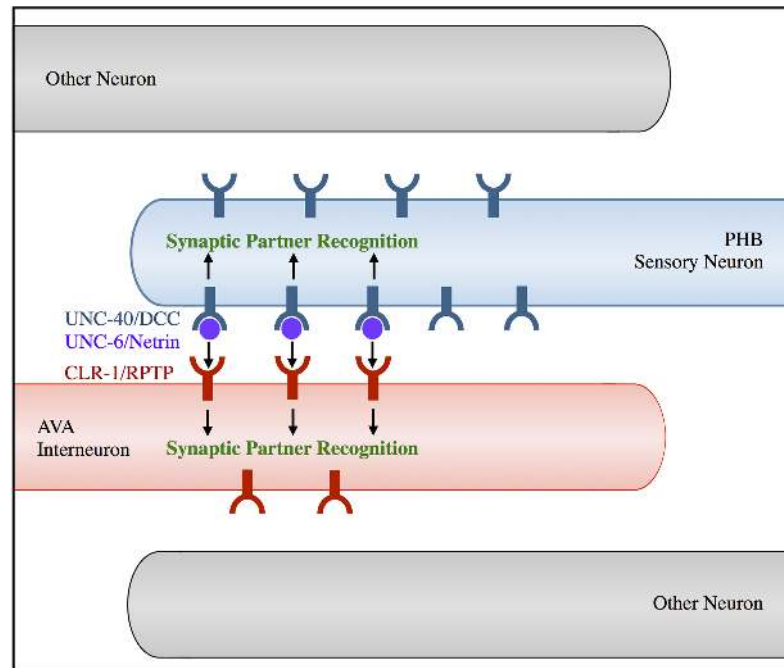 Other Neuron
Synaptic Partner Recognition
PHB
Sensory Neuron
UNC-40/DCC
UNC-6/Netrin
CLR-1/RPTP
AVA
Interneuron
Synaptic Partner Recognition
Other Neuron